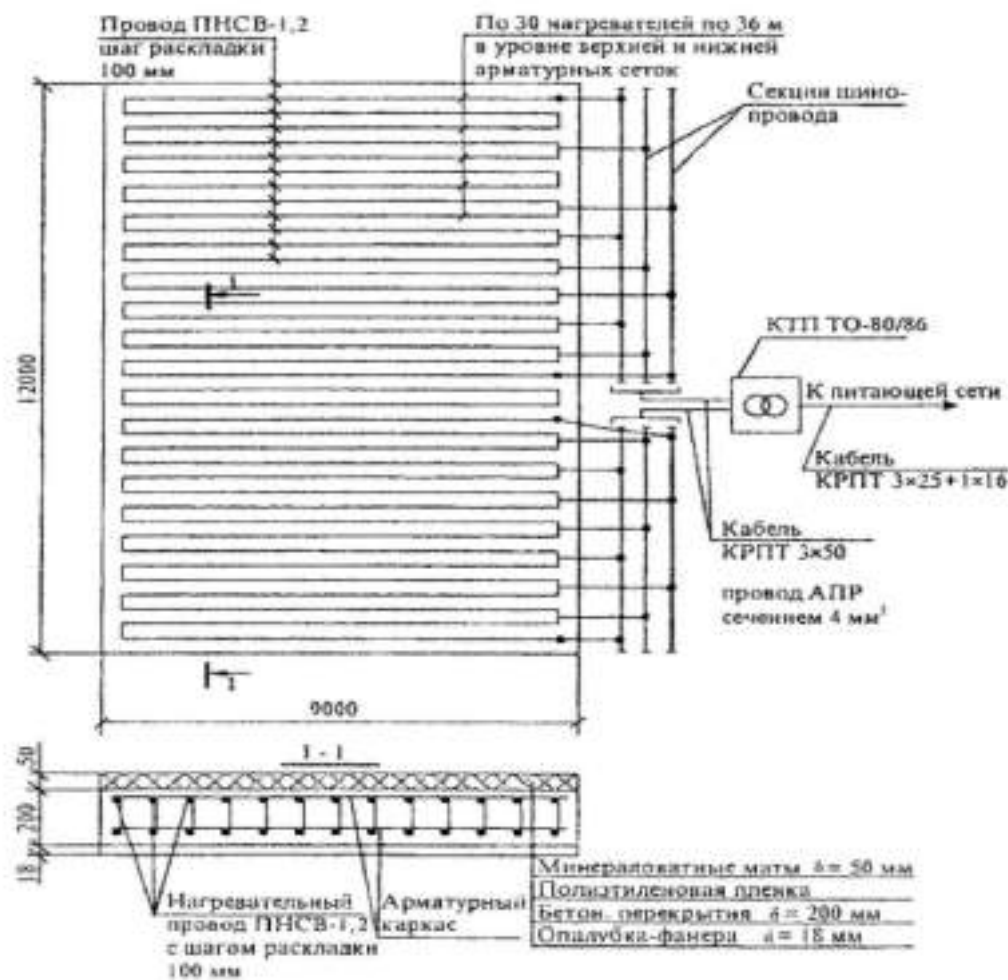 Провод ПНСВ-1,2
шаг раскладки
100 мм
По 30 нагревателей по 36 м
в уровне верхней и нижней
арматурных сеток
Секции шино-
провода
1
12000
КТП ТО-80/86
К питающей сети
Кабель
КРПТ 3×25+1×16
Кабель
КРПТ 3×50
провод АПР
сечением 4 мм²
1
9000
1 - 1
50
200
18
Минераловатные маты δ = 50 мм
Полиэтиленовая пленка
Бетон. перекрытия δ = 200 мм
Опалубка-фанера δ = 18 мм
Нагревательный
провод ПНСВ-1,2
с шагом раскладки
100 мм
Арматурный
каркас